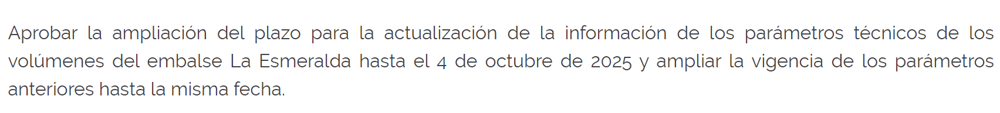 Aprobar la ampliación del plazo para la actualización de la información de los parámetros técnicos de los
volúmenes del embalse La Esmeralda hasta el 4 de octubre de 2025 y ampliar la vigencia de los parámetros
anteriores hasta la misma fecha.